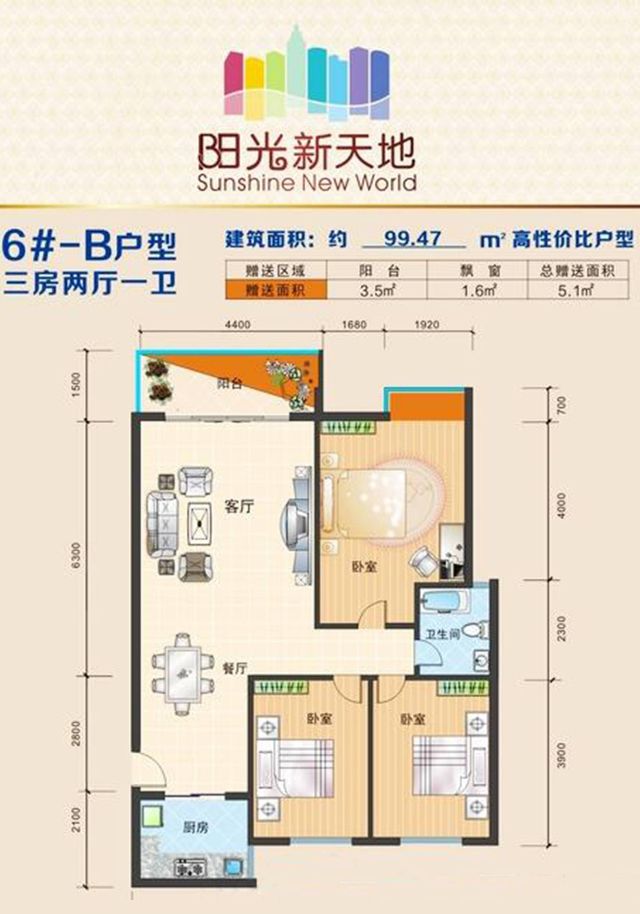 阳光新天地
Sunshine New World
6#-B户型
三房两厅一卫
建筑面积：约 99.47 m² 高性价比户型
赠送区域 阳台 飘窗 总赠送面积
赠送面积 3.5㎡ 1.6㎡ 5.1㎡
4400 1680 1920
1500
阳台
700
客厅
4000
6300
卧室
2300
卫生间
餐厅
卧室 卧室
2800
3900
2100
厨房